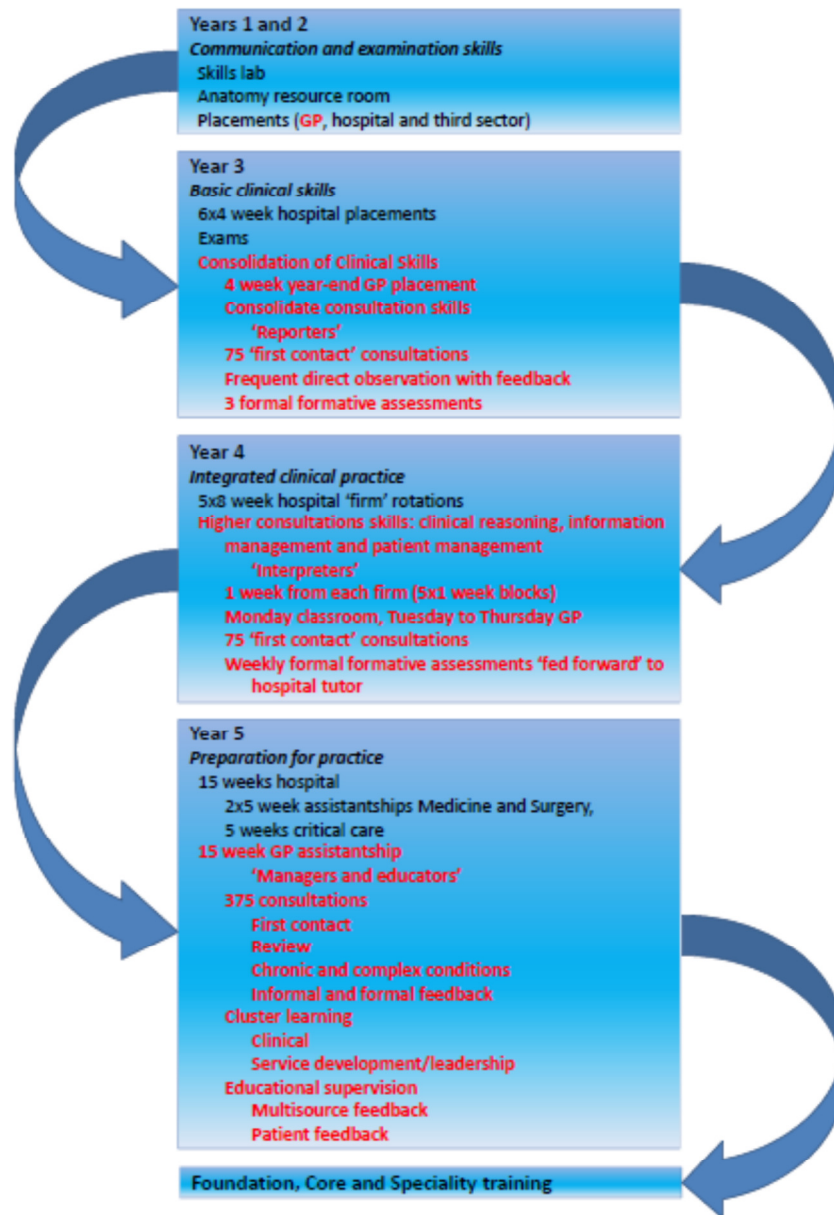 Years 1 and 2
Communication and examination skills
Skills lab
Anatomy resource room
Placements (GP, hospital and third sector)
Year 3
Basic clinical skills
6x4 week hospital placements
Exams
Consolidation of Clinical Skills
4 week year-end GP placement
Consolidate consultation skills
‘Reporters’
75 ‘first contact’ consultations
Frequent direct observation with feedback
3 formal formative assessments
Year 4
Integrated clinical practice
5x8 week hospital ‘firm’ rotations
Higher consultations skills: clinical reasoning, information
management and patient management
‘Interpreters’
1 week from each firm (5x1 week blocks)
Monday classroom, Tuesday to Thursday GP
75 ‘first contact’ consultations
Weekly formal formative assessments ‘fed forward’ to
hospital tutor
Year 5
Preparation for practice
15 weeks hospital
2x5 week assistantships Medicine and Surgery,
5 weeks critical care
15 week GP assistantship
‘Managers and educators’
375 consultations
First contact
Review
Chronic and complex conditions
Informal and formal feedback
Cluster learning
Clinical
Service development/leadership
Educational supervision
Multisource feedback
Patient feedback
Foundation, Core and Speciality training